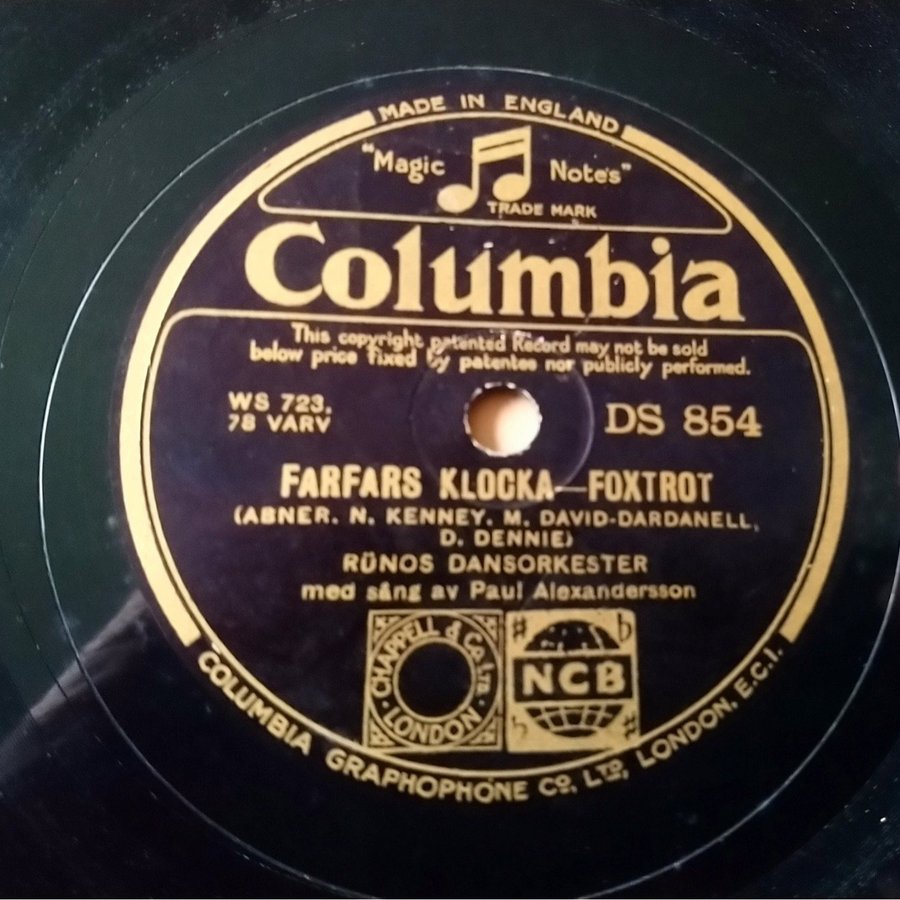 MADE IN ENGLAND
"Magic Notes"
TRADE MARK
Columbia
This copyright patented Record may not be sold
below price fixed by patentee nor publicly performed.
WS 723.
78 VARV
DS 854
FARFARS KLOCKA—FOXTROT
(ABNER. N. KENNEY. M. DAVID-DARDANELL,
D. DENNIE)
RÜNOS DANSORKESTER
med sång av Paul Alexandersson
CHAPPELL & Co. LTD.
LONDON
NCB
COLUMBIA GRAPHOPHONE Co. LTD, LONDON, E.C.I.